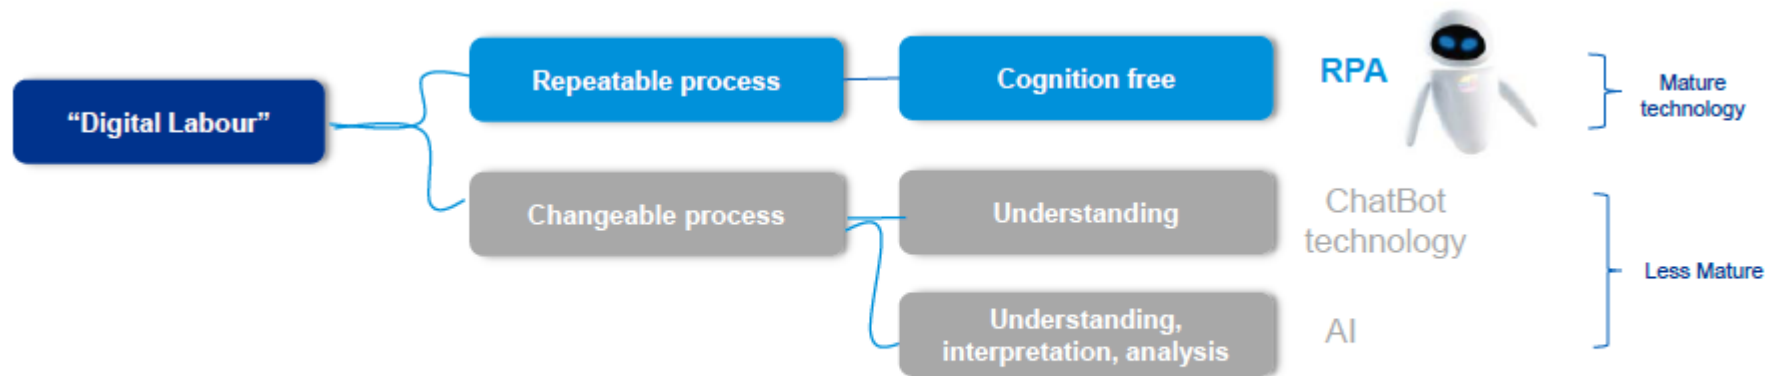 “Digital Labour”
Repeatable process
Cognition free
RPA
Mature
technology
Changeable process
Understanding
ChatBot
technology
Less Mature
Understanding,
interpretation, analysis
AI